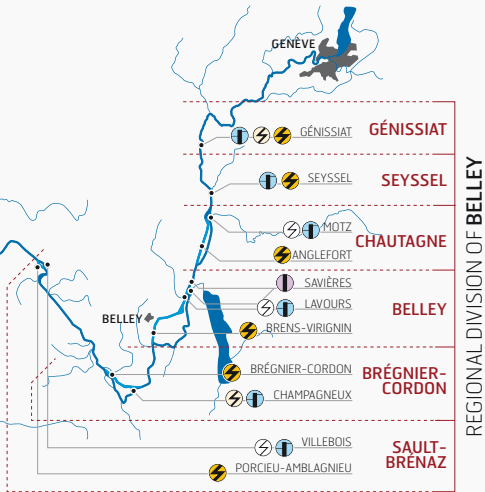 GENÈVE
GÉNISSIAT
GÉNISSIAT
SEYSSEL
SEYSSEL
MOTZ
CHAUTAGNE
ANGLEFORT
SAVIÈRES
LAVOURS
BELLEY
BELLEY
BRENS-VIRIGNIN
BRÉGNIER-CORDON
BRÉGNIER-
CORDON
CHAMPAGNEUX
VILLEBOIS
SAULT-
BRÉNAZ
PORCIEU-AMBLAGNIEU
REGIONAL DIVISION OF BELLEY